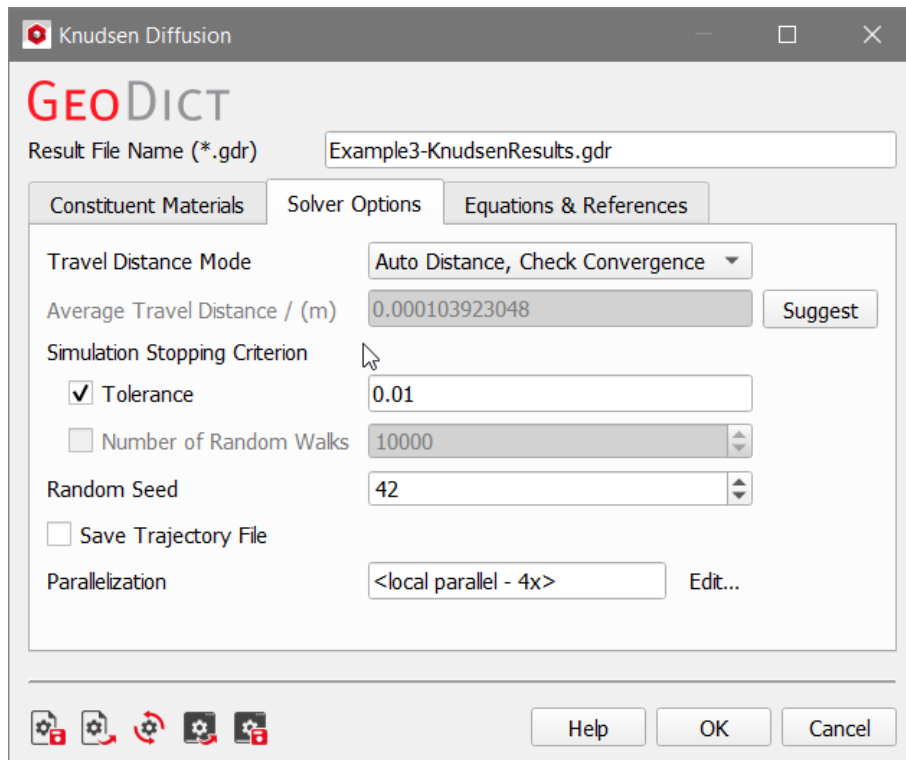 Knudsen Diffusion
GEODICT
Result File Name (*.gdr) Example3-KnudsenResults.gdr
Constituent Materials Solver Options Equations & References
Travel Distance Mode Auto Distance, Check Convergence
Average Travel Distance / (m) 0.000103923048 Suggest
Simulation Stopping Criterion
Tolerance 0.01
Number of Random Walks 10000
Random Seed 42
Save Trajectory File
Parallelization <local parallel - 4x> Edit...
Help OK Cancel